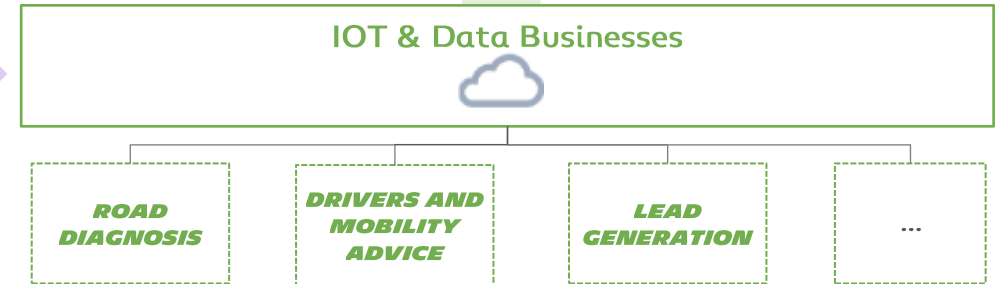 IOT & Data Businesses
ROAD
DIAGNOSIS
DRIVERS AND
MOBILITY
ADVICE
LEAD
GENERATION
...